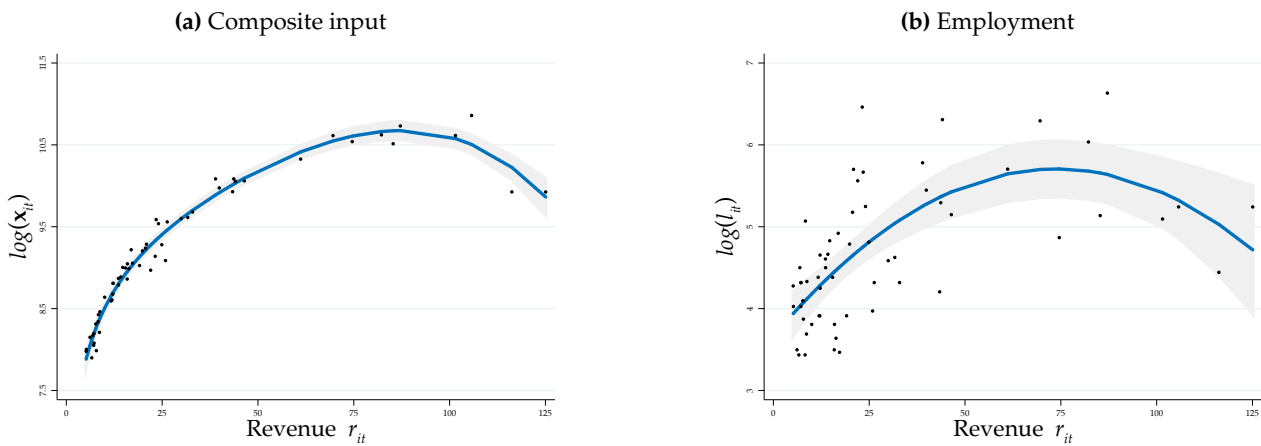 (a) Composite input
11.5
10.5
9.5
8.5
7.5
log(x_it)
0 25 50 75 100 125
Revenue r_it
(b) Employment
7
6
5
4
3
log(l_it)
0 25 50 75 100 125
Revenue r_it